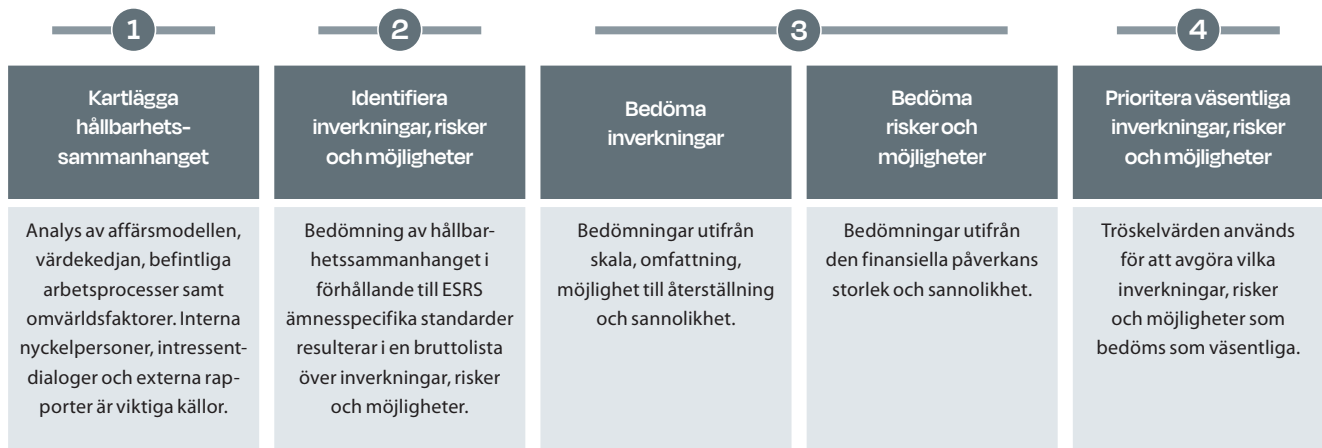 1
Kartlägga
hållbarhets-
sammanhanget
Analys av affärsmodellen,
värdekedjan, befintliga
arbetsprocesser samt
omvärldsfaktorer. Interna
nyckelpersoner, intressent-
dialoger och externa rap-
porter är viktiga källor.
2
Identifiera
inverkningar, risker
och möjligheter
Bedömning av hållbar-
hetssammanhanget i
förhållande till ESRS
ämnesspecifika standarder
resulterar i en bruttolista
över inverkningar, risker
och möjligheter.
3
Bedöma
inverkningar
Bedömningar utifrån
skala, omfattning,
möjlighet till återställning
och sannolikhet.
Bedöma
risker och
möjligheter
Bedömningar utifrån
den finansiella påverkans
storlek och sannolikhet.
4
Prioritera väsentliga
inverkningar, risker
och möjligheter
Tröskelvärden används
för att avgöra vilka
inverkningar, risker
och möjligheter som
bedöms som väsentliga.